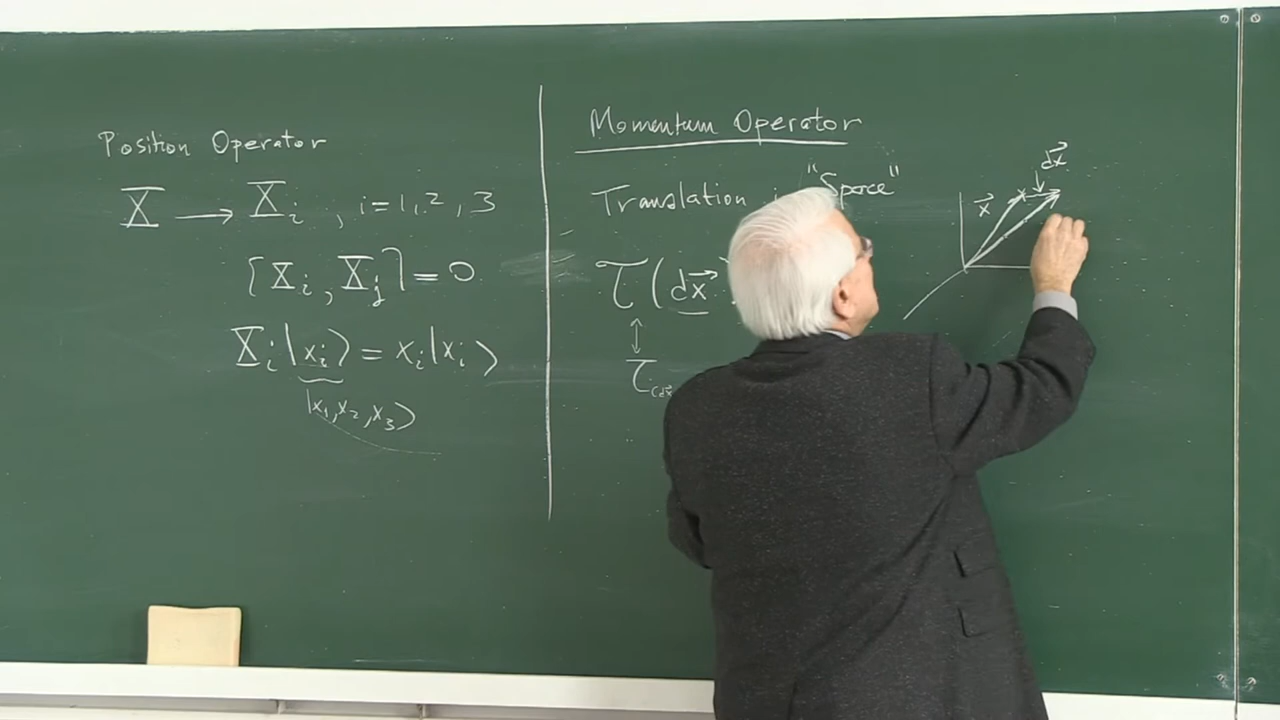 Position Operator
X → X_i , i=1,2,3
[X_i, X_j]=0
X_i|x_i⟩ = x_i|x_i⟩
|x_1,x_2,x_3⟩
Momentum Operator
Translation "Space"
τ(dx⃗
↕
τ(dx
dx⃗
↓
x⃗